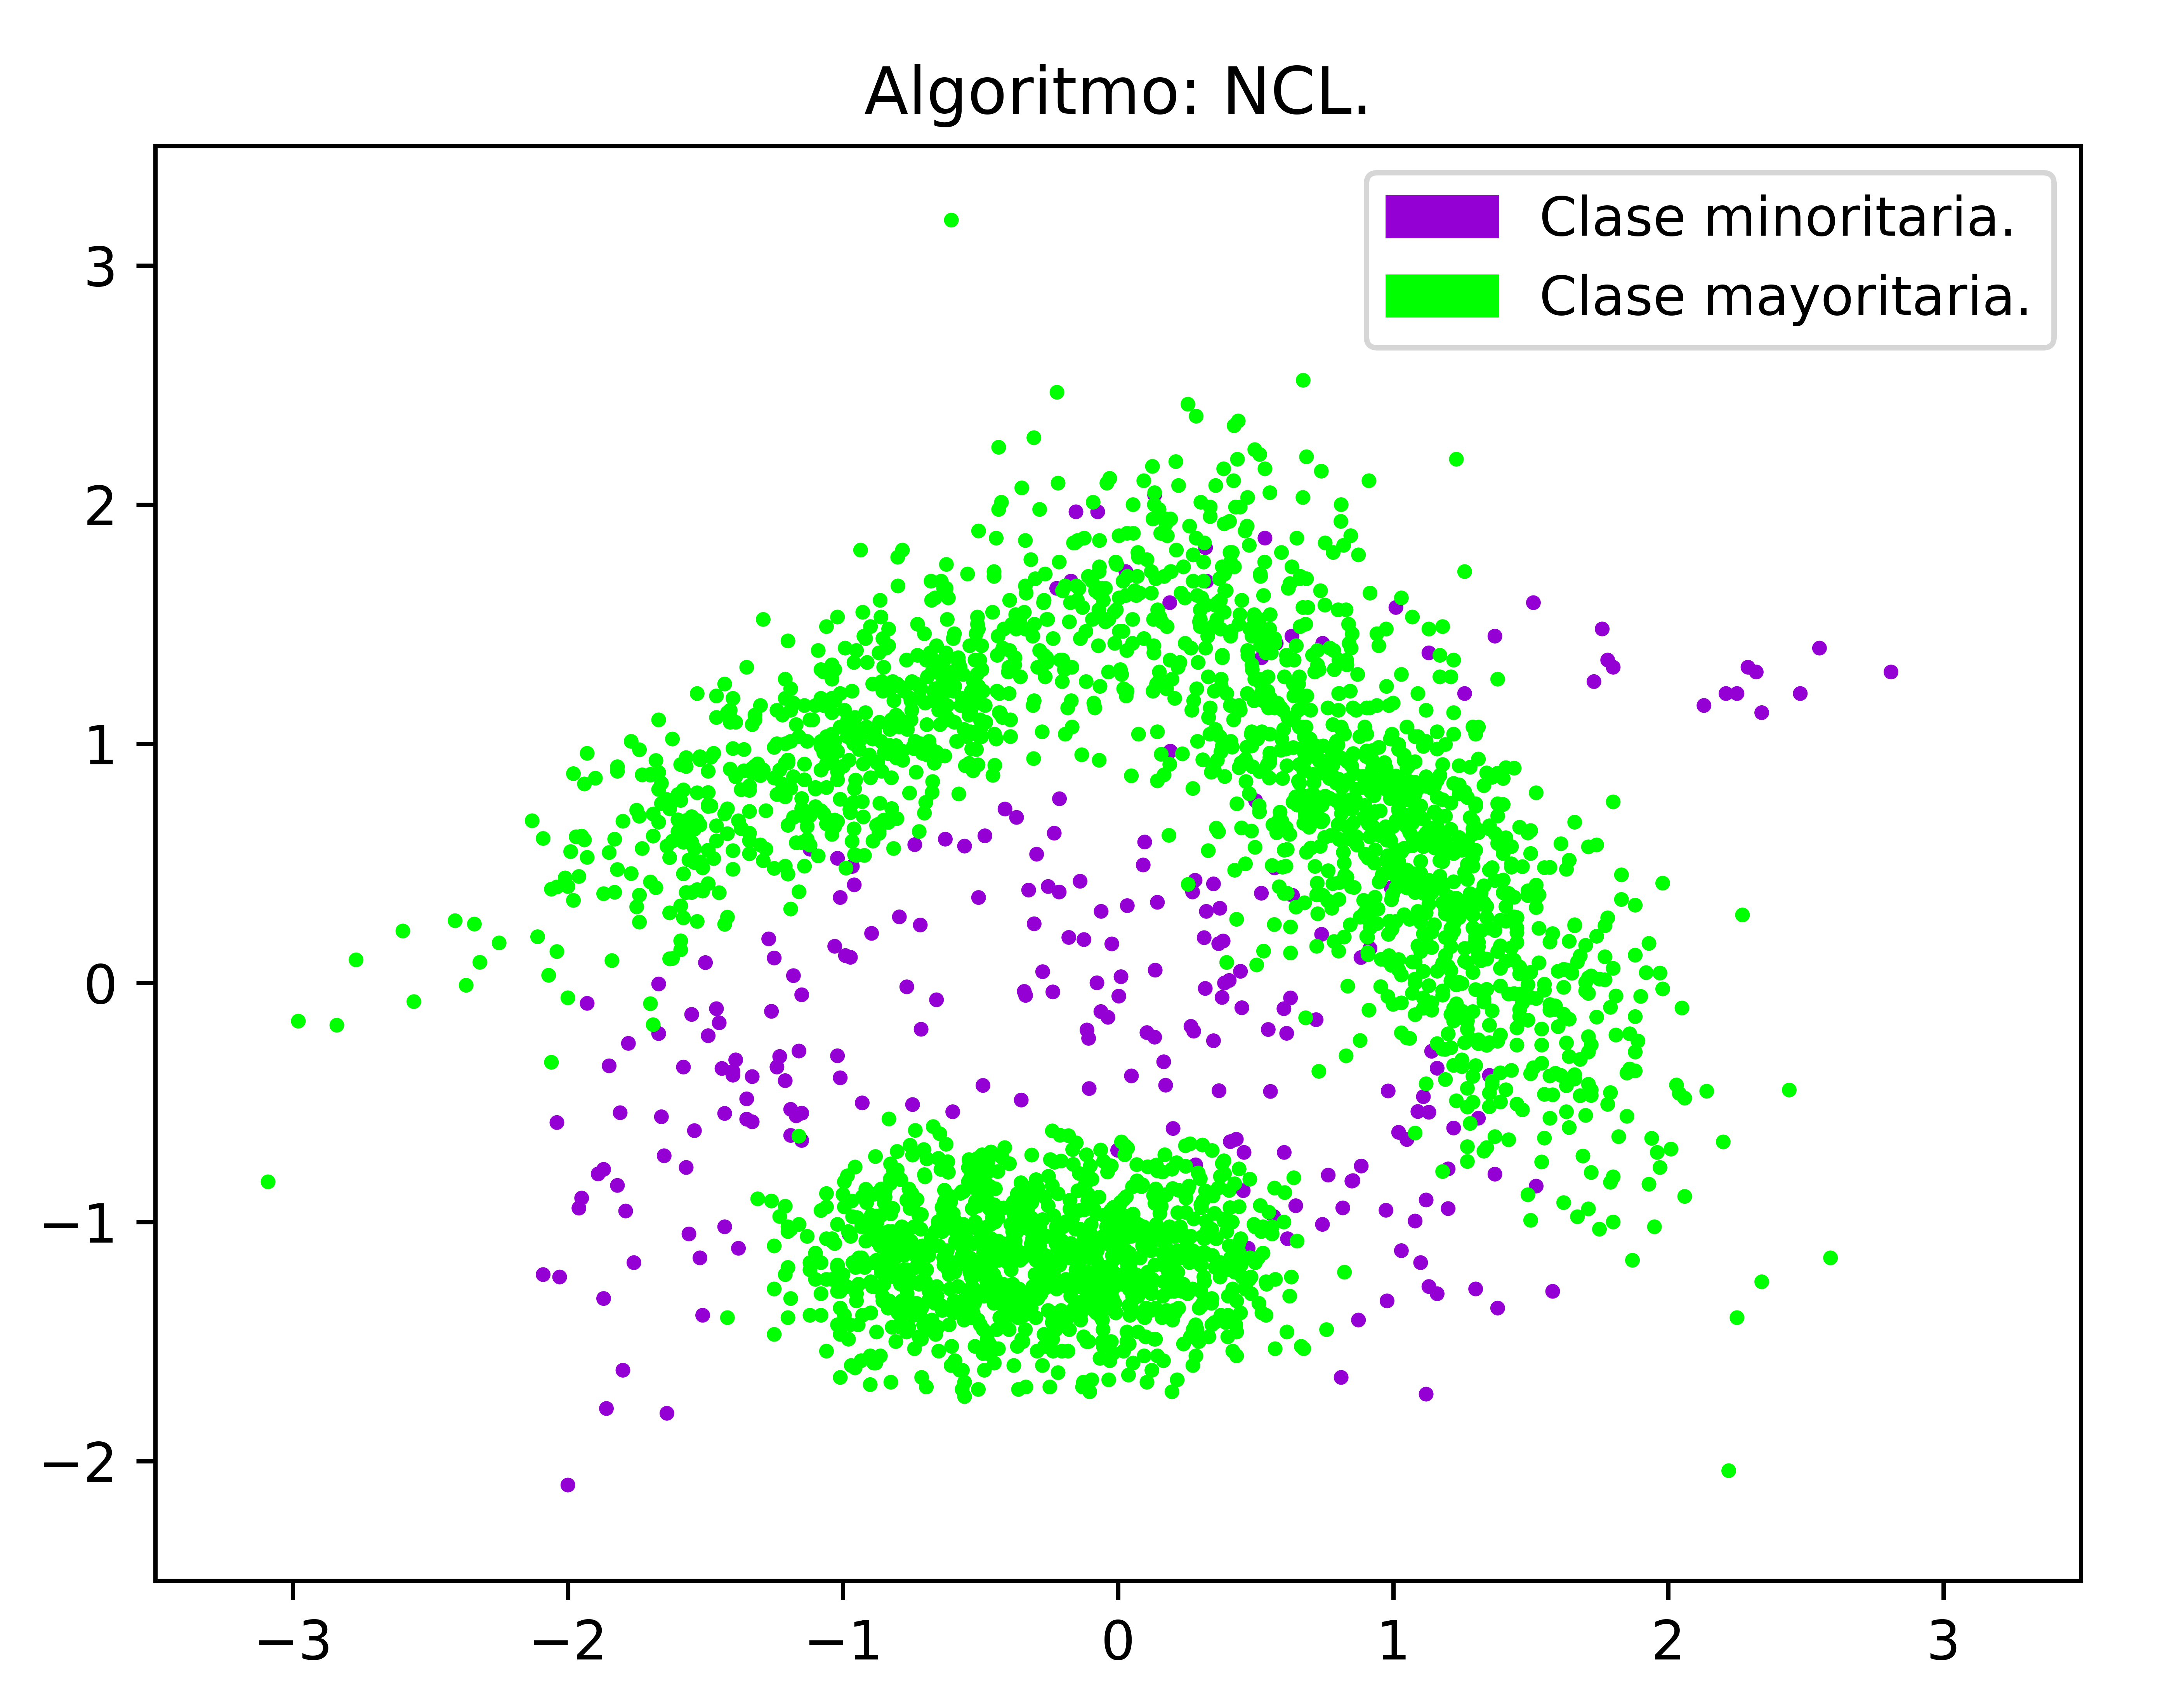 Algoritmo: NCL.
Clase minoritaria.
Clase mayoritaria.
3
2
1
0
−1
−2
−3 −2 −1 0 1 2 3